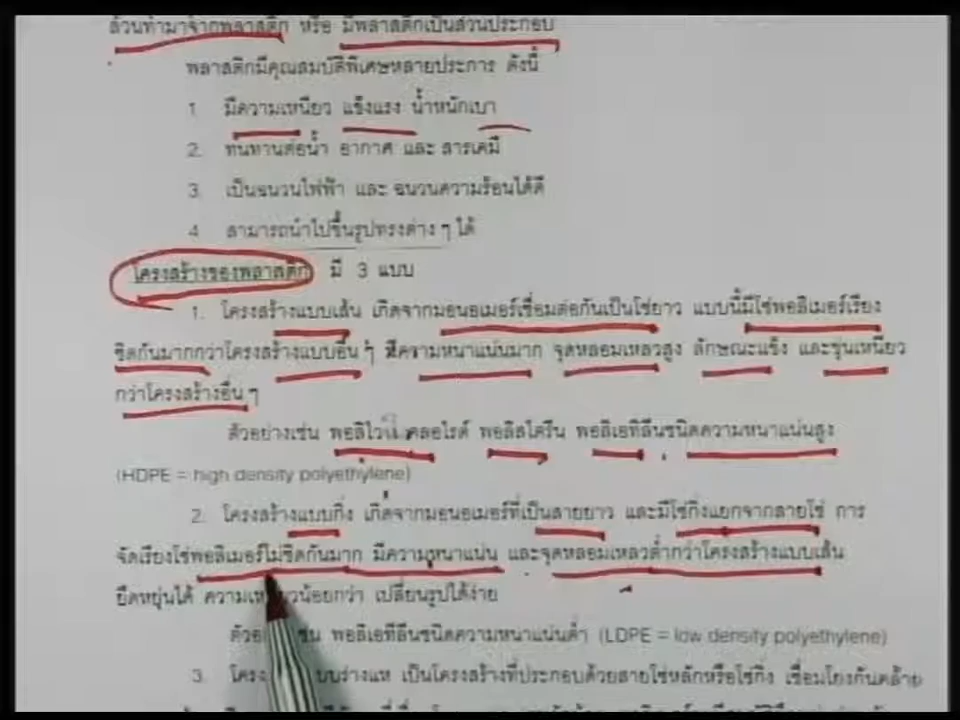 ล้วนทำมาจากพลาสติก หรือ มีพลาสติกเป็นส่วนประกอบ
พลาสติกมีคุณสมบัติพิเศษหลายประการ ดังนี้
1. มีความเหนียว แข็งแรง น้ำหนักเบา
2. ทนทานต่อน้ำ อากาศ และ สารเคมี
3. เป็นฉนวนไฟฟ้า และ ฉนวนความร้อนได้ดี
4. สามารถนำไปขึ้นรูปทรงต่าง ๆ ได้
โครงสร้างของพลาสติก มี 3 แบบ
1. โครงสร้างแบบเส้น เกิดจากมอนอเมอร์เชื่อมต่อกันเป็นโซ่ยาว แบบนี้มีโซ่พอลิเมอร์เรียง
ชิดกันมากกว่าโครงสร้างแบบอื่น ๆ มีความหนาแน่นมาก จุดหลอมเหลวสูง ลักษณะแข็ง และขุ่นเหนียว
กว่าโครงสร้างอื่น ๆ
ตัวอย่างเช่น พอลิไวนิลคลอไรด์ พอลิสไตรีน พอลิเอทิลีนชนิดความหนาแน่นสูง
(HDPE = high density polyethylene)
2. โครงสร้างแบบกิ่ง เกิดจากมอนอเมอร์ที่เป็นสายยาว และมีโซ่กิ่งแยกจากสายโซ่ การ
จัดเรียงโซ่พอลิเมอร์ไม่ชิดกันมาก มีความหนาแน่น และจุดหลอมเหลวต่ำกว่าโครงสร้างแบบเส้น
ยืดหยุ่นได้ ความเหนียวน้อยกว่า เปลี่ยนรูปได้ง่าย
พอลิเอทิลีนชนิดความหนาแน่นต่ำ (LDPE = low density polyethylene)
3. แบบร่างแห เป็นโครงสร้างที่ประกอบด้วยสายโซ่หลักหรือโซ่กิ่ง เชื่อมโยงกันคล้าย